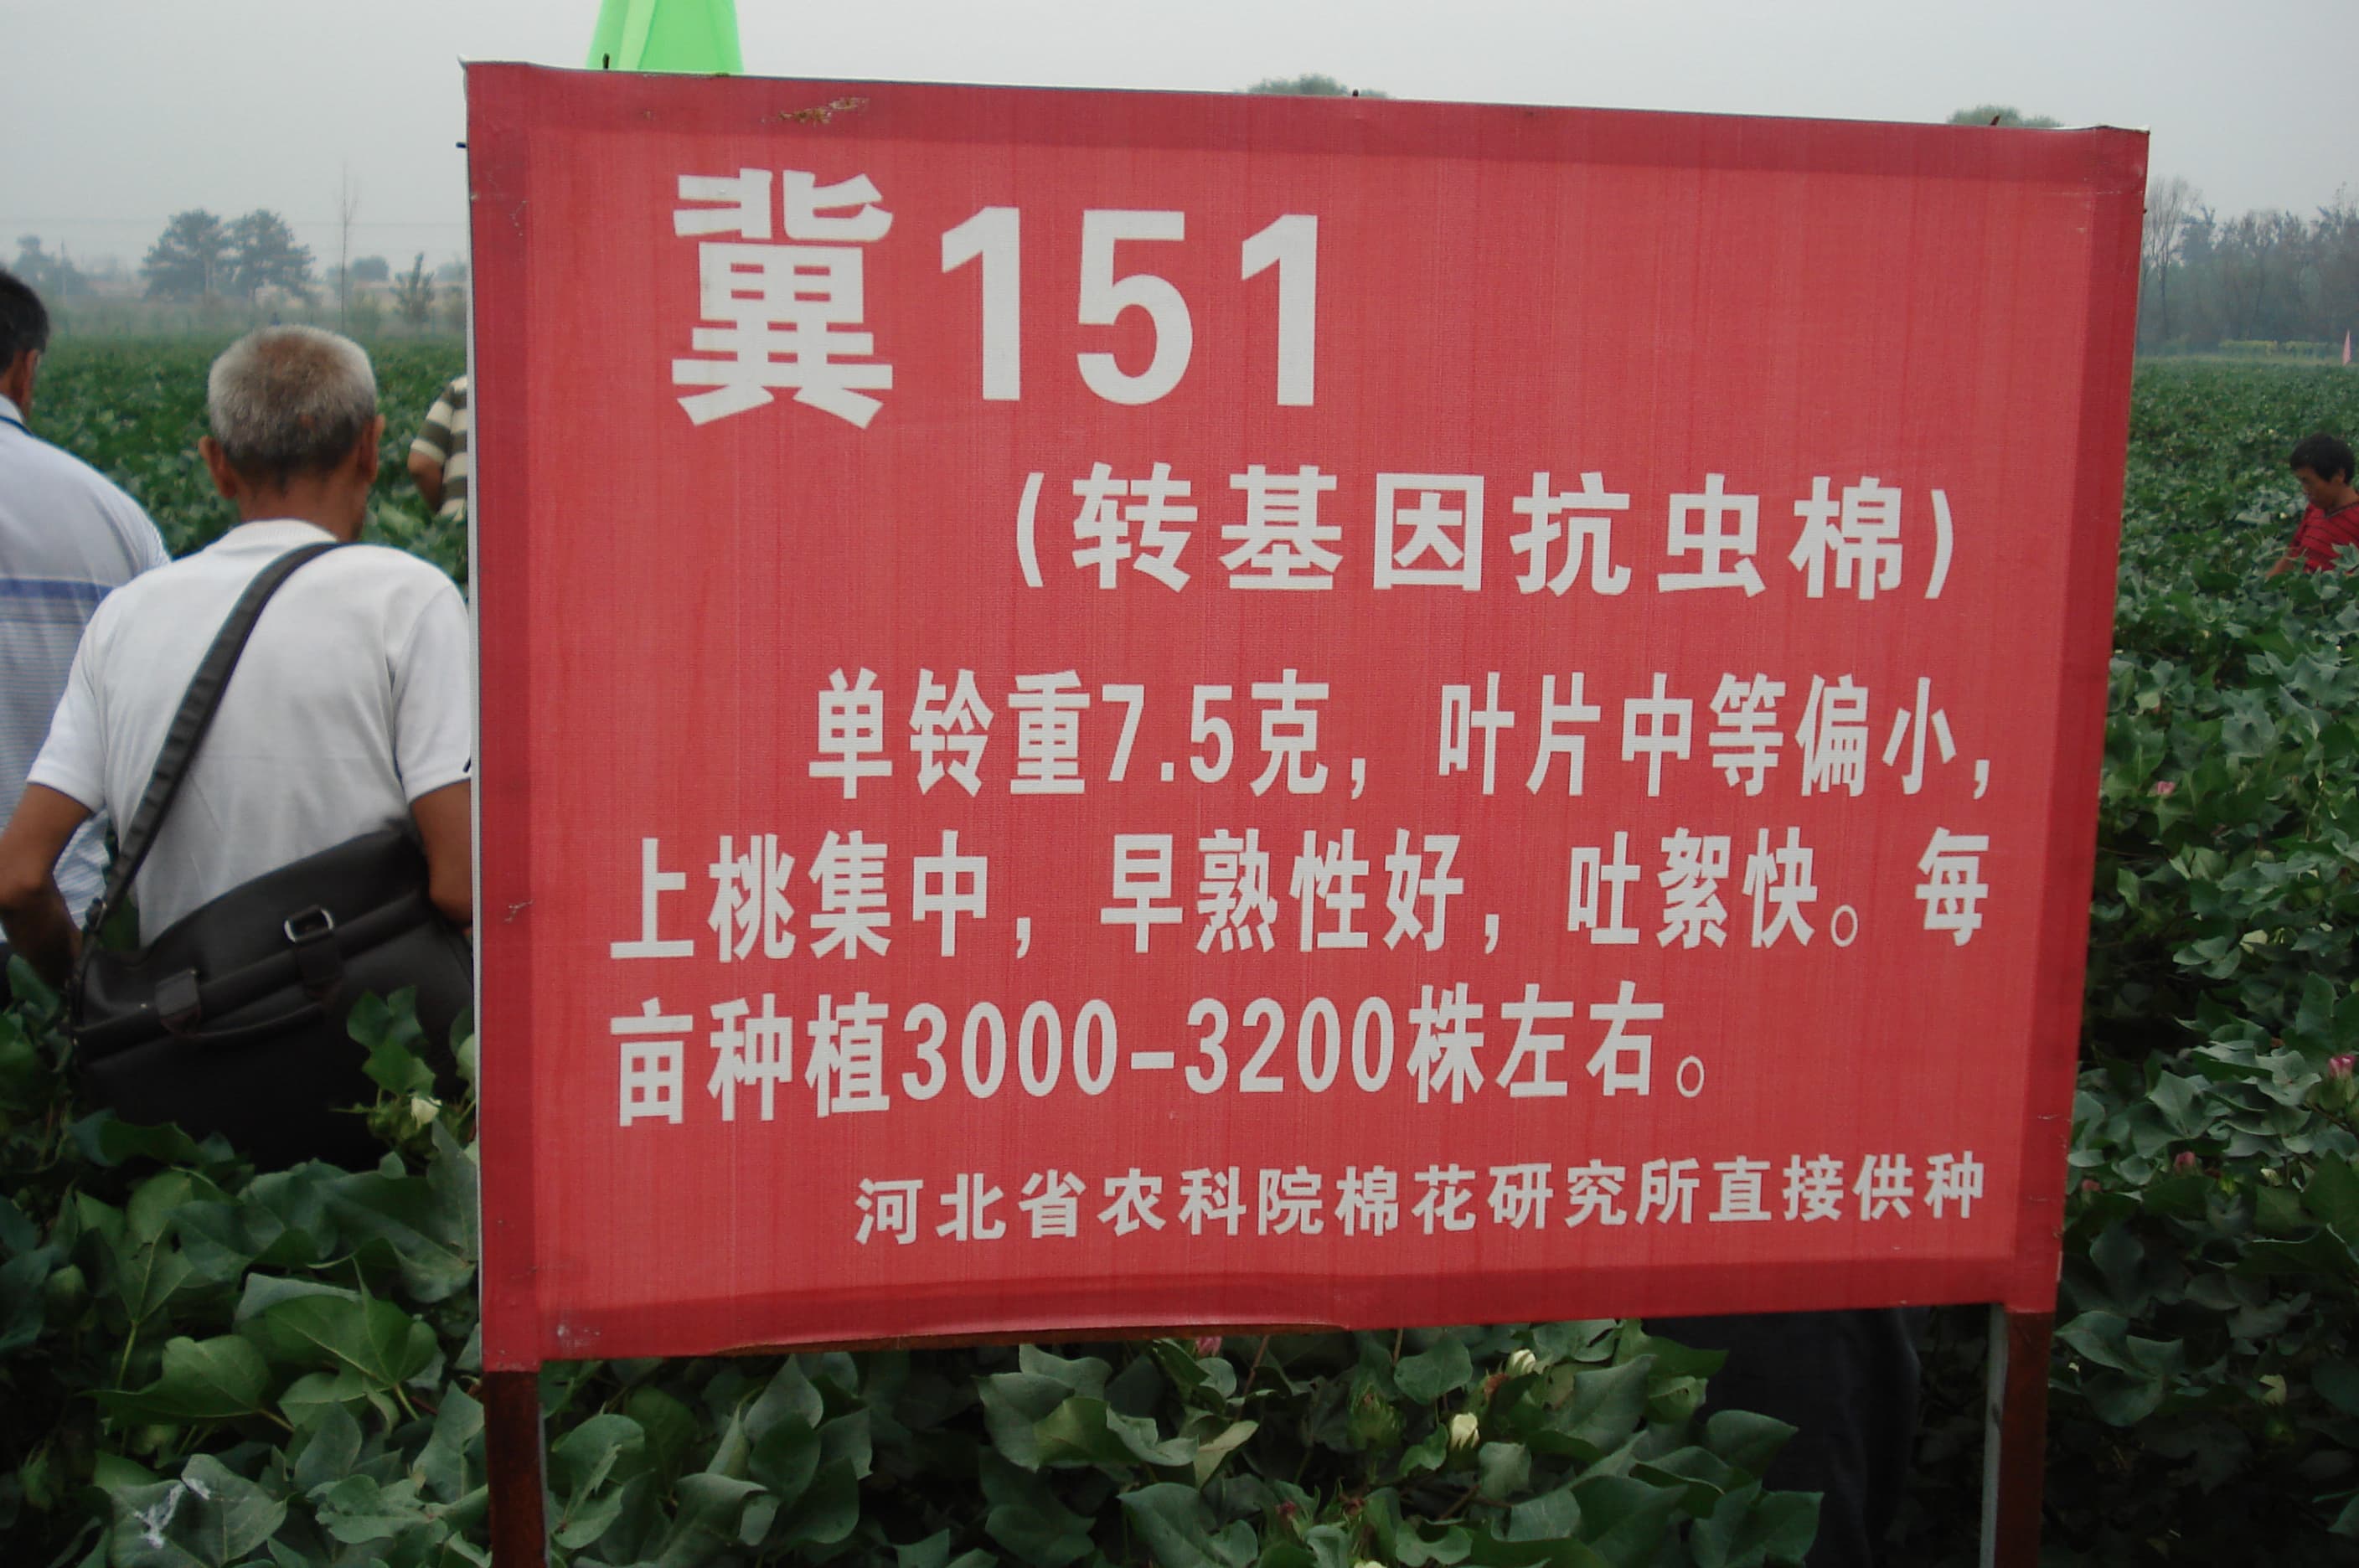 冀151
(转基因抗虫棉)
单铃重7.5克，叶片中等偏小，
上桃集中，早熟性好，吐絮快。每
亩种植3000-3200株左右。
河北省农科院棉花研究所直接供种